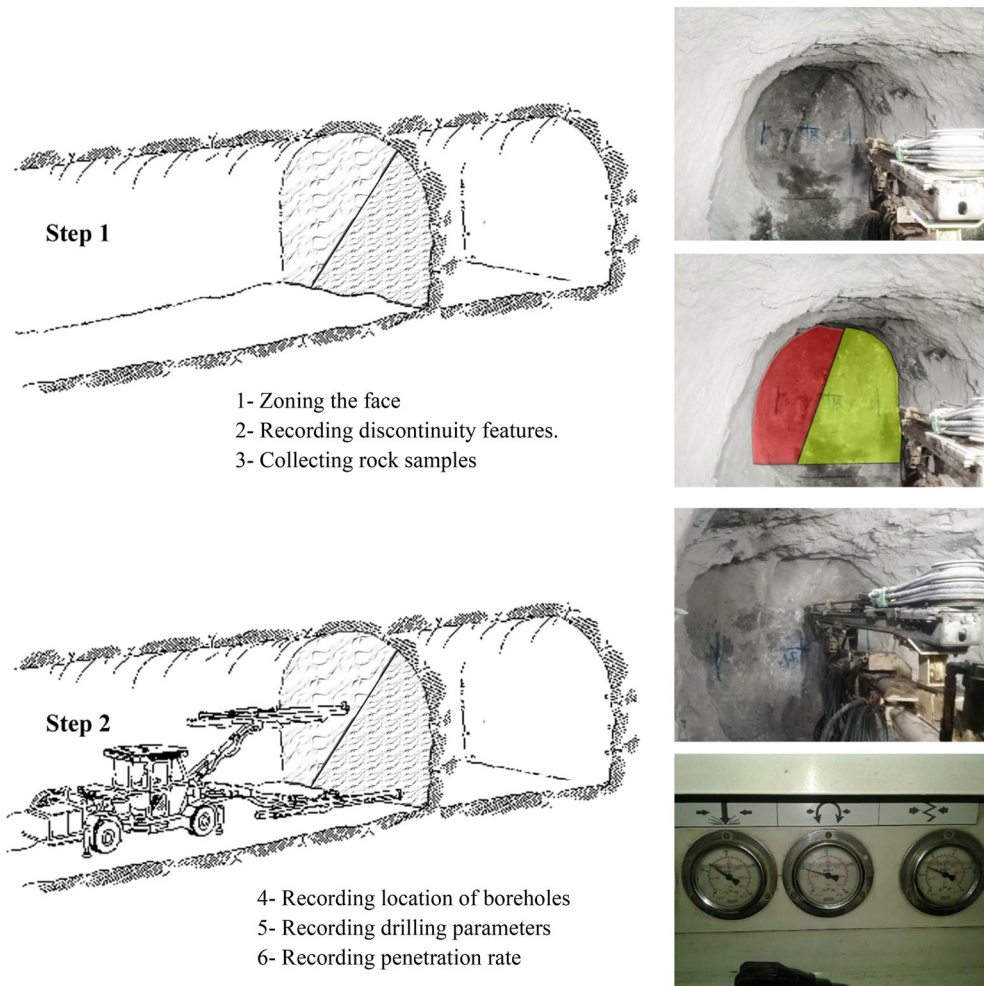 Step 1
1- Zoning the face
2- Recording discontinuity features.
3- Collecting rock samples
Step 2
4- Recording location of boreholes
5- Recording drilling parameters
6- Recording penetration rate